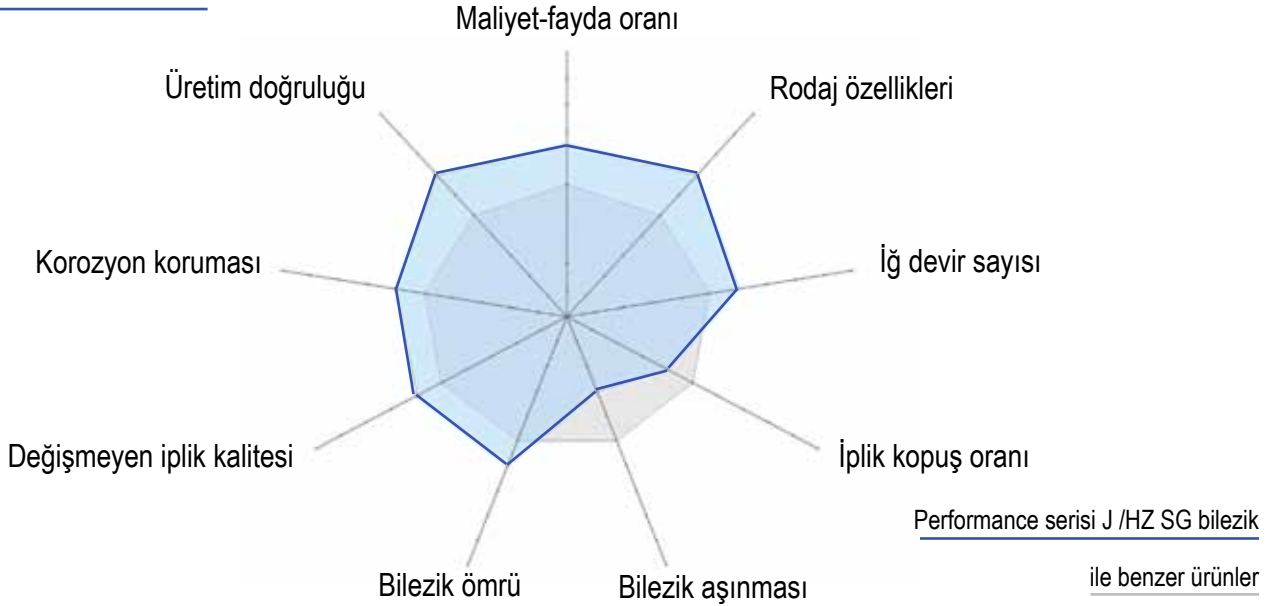 Maliyet-fayda oranı
Üretim doğruluğu
Rodaj özellikleri
Korozyon koruması
İğ devir sayısı
Değişmeyen iplik kalitesi
İplik kopuş oranı
Bilezik ömrü
Bilezik aşınması
Performance serisi J /HZ SG bilezik
ile benzer ürünler